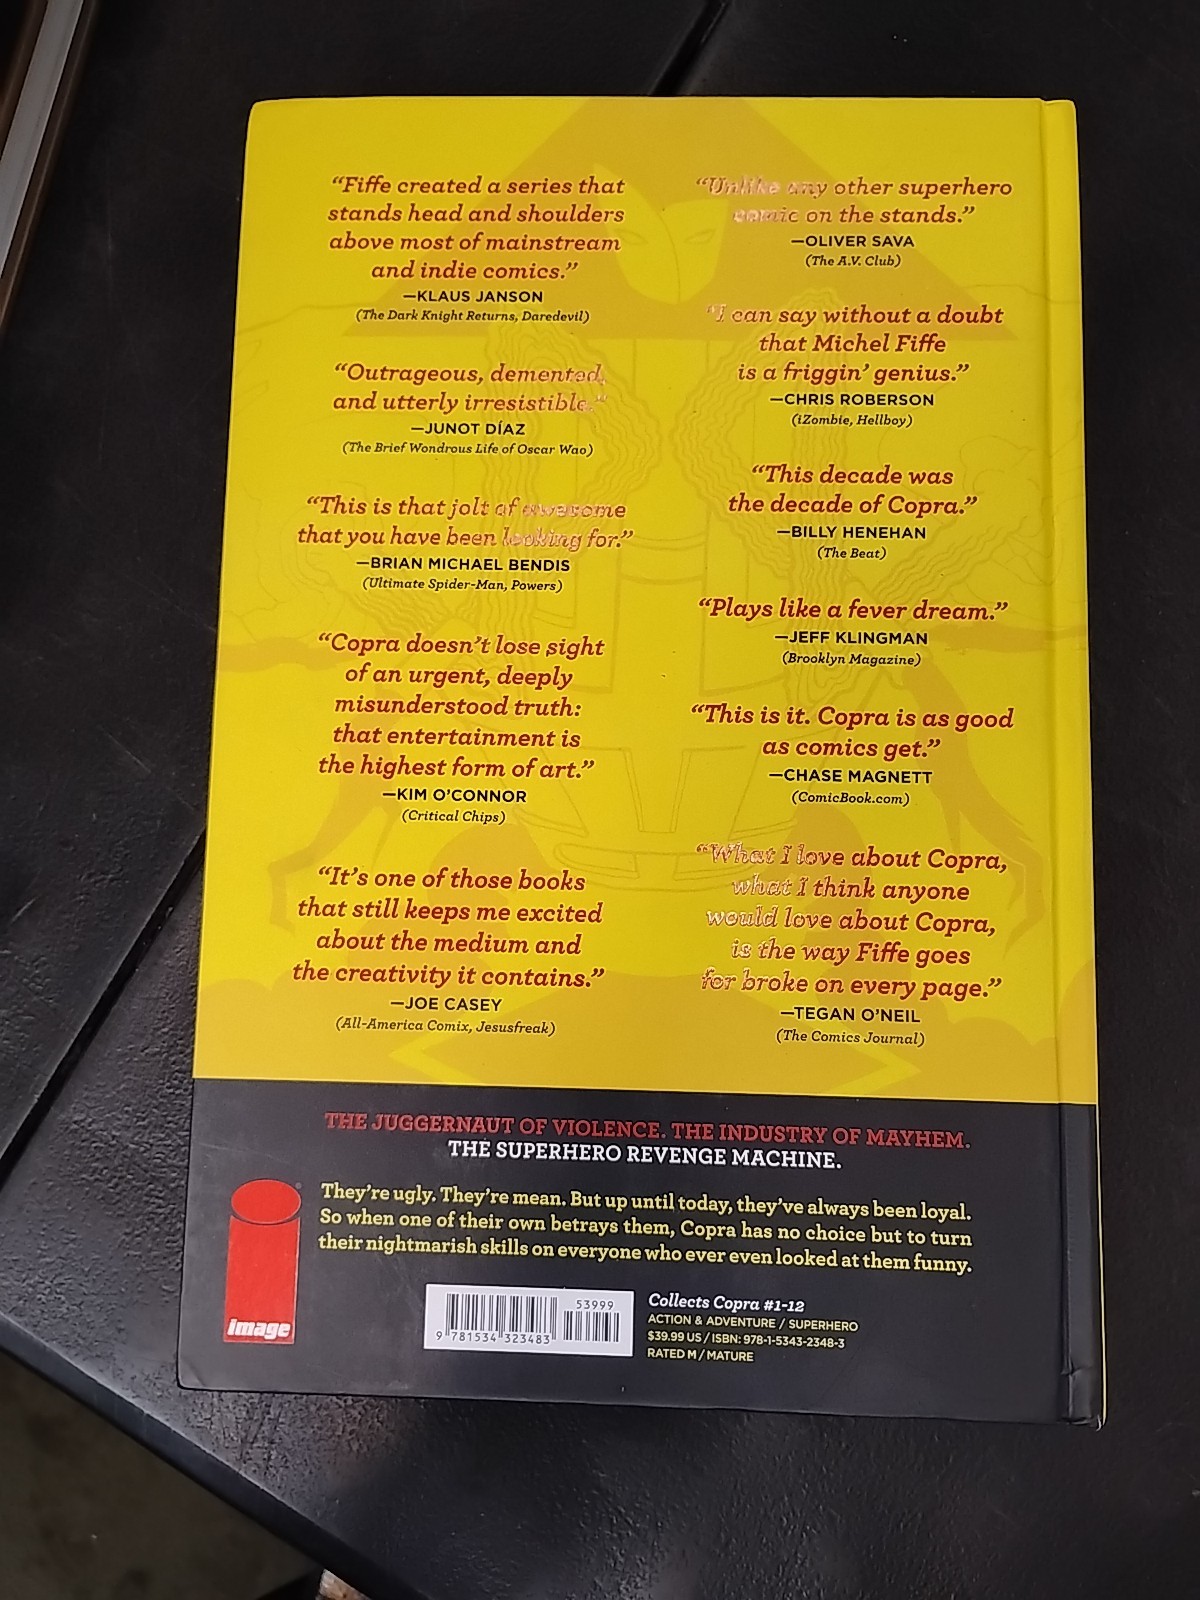 “Fiffe created a series that
stands head and shoulders
above most of mainstream
and indie comics.”
—KLAUS JANSON
(The Dark Knight Returns, Daredevil)
“Outrageous, demented,
and utterly irresistible.”
—JUNOT DÍAZ
(The Brief Wondrous Life of Oscar Wao)
“This is that jolt of awesome
that you have been looking for.”
—BRIAN MICHAEL BENDIS
(Ultimate Spider-Man, Powers)
“Copra doesn’t lose sight
of an urgent, deeply
misunderstood truth:
that entertainment is
the highest form of art.”
—KIM O’CONNOR
(Critical Chips)
“It’s one of those books
that still keeps me excited
about the medium and
the creativity it contains.”
—JOE CASEY
(All-America Comix, Jesusfreak)
“Unlike any other superhero
comic on the stands.”
—OLIVER SAVA
(The A.V. Club)
“I can say without a doubt
that Michel Fiffe
is a friggin’ genius.”
—CHRIS ROBERSON
(iZombie, Hellboy)
“This decade was
the decade of Copra.”
—BILLY HENEHAN
(The Beat)
“Plays like a fever dream.”
—JEFF KLINGMAN
(Brooklyn Magazine)
“This is it. Copra is as good
as comics get.”
—CHASE MAGNETT
(ComicBook.com)
“What I love about Copra,
what I think anyone
would love about Copra,
is the way Fiffe goes
for broke on every page.”
—TEGAN O’NEIL
(The Comics Journal)
THE JUGGERNAUT OF VIOLENCE. THE INDUSTRY OF MAYHEM.
THE SUPERHERO REVENGE MACHINE.
They’re ugly. They’re mean. But up until today, they’ve always been loyal.
So when one of their own betrays them, Copra has no choice but to turn
their nightmarish skills on everyone who ever even looked at them funny.
image
®
53999
9 781534 323483
Collects Copra #1-12
ACTION & ADVENTURE / SUPERHERO
$39.99 US / ISBN: 978-1-5343-2348-3
RATED M / MATURE